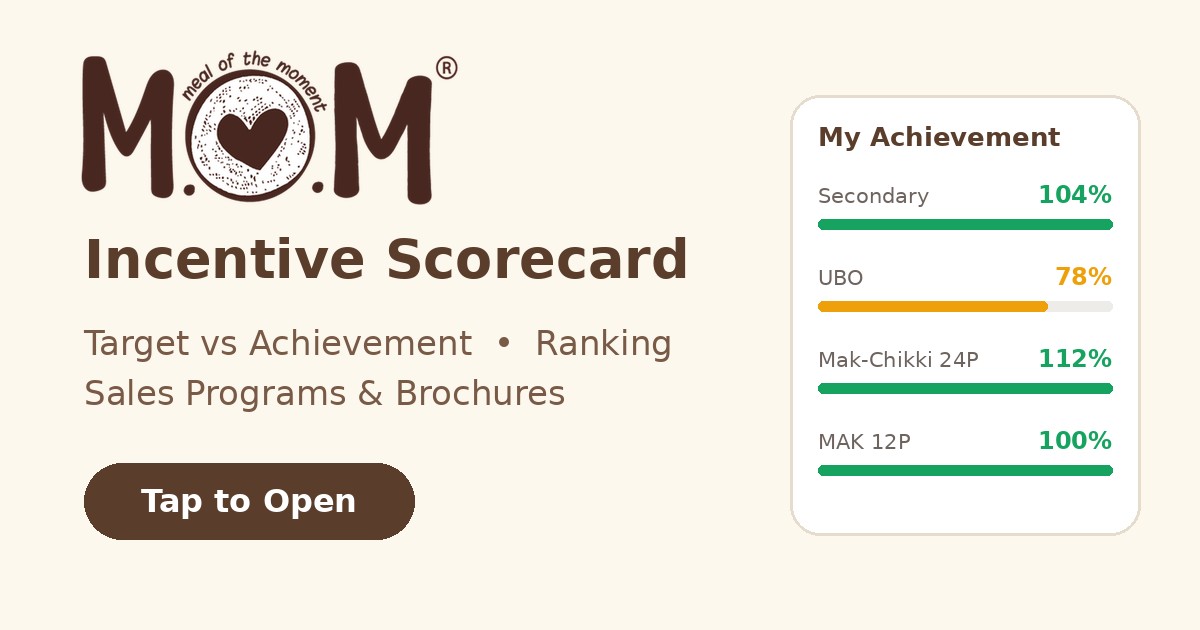 meal of the moment
M.O.M ®
Incentive Scorecard
Target vs Achievement • Ranking
Sales Programs & Brochures
Tap to Open
My Achievement
Secondary 104%
UBO 78%
Mak-Chikki 24P 112%
MAK 12P 100%